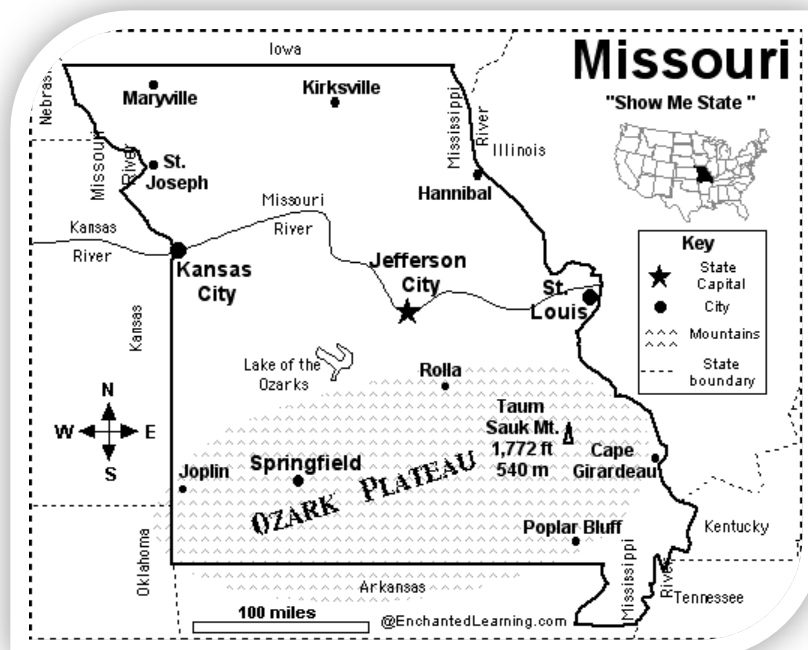 Missouri
"Show Me State "
Iowa
Nebras
Maryville
Kirksville
Mississippi
River
Illinois
Missouri
River
St.
Joseph
Hannibal
Missouri
River
Kansas
River
Kansas
City
Jefferson
City
St.
Louis
Key
State
Capital
City
Mountains
State
boundary
Kansas
Lake of the
Ozarks
Rolla
N
W
E
S
Taum
Sauk Mt.
1,772 ft
540 m
Cape
Girardeau
Joplin
Springfield
OZARK PLATEAU
Poplar Bluff
Oklahoma
Kentucky
Mississippi
River
Tennessee
Arkansas
100 miles
@EnchantedLearning.com